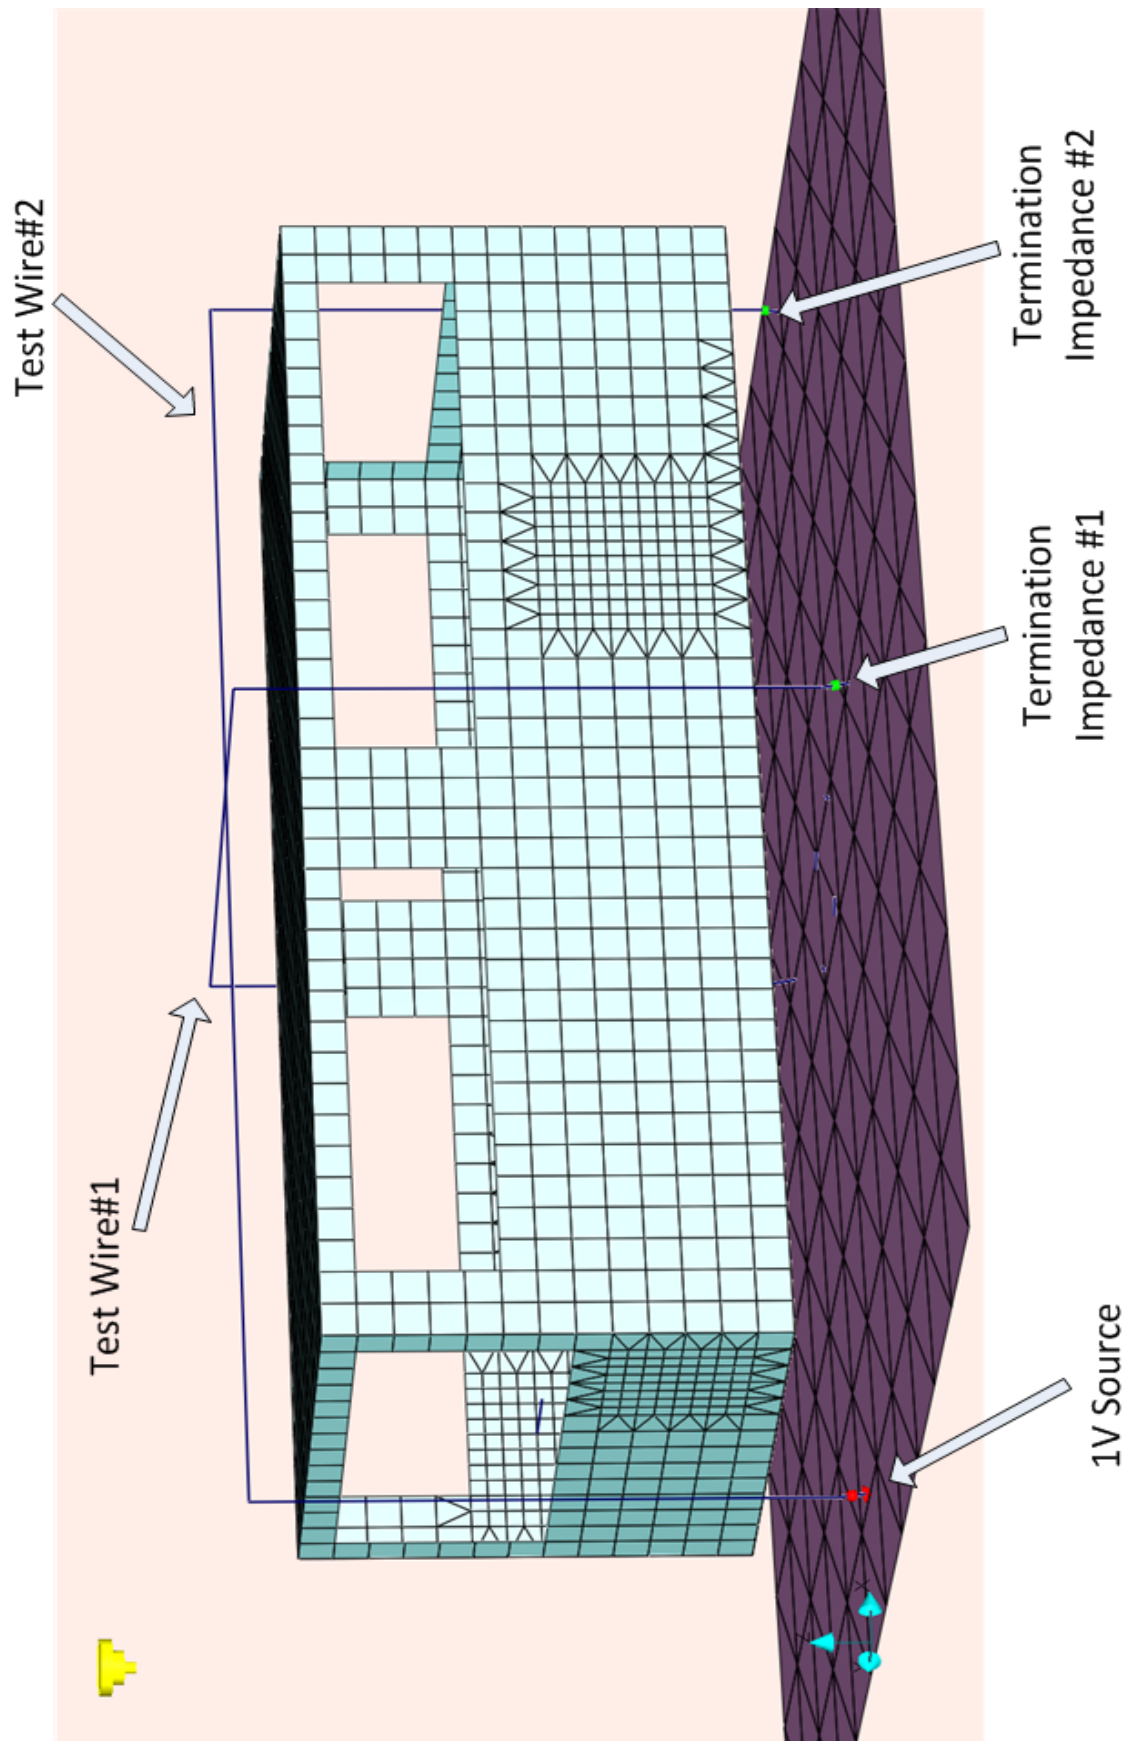 Test Wire#1
Test Wire#2
1V Source
Termination
Impedance #1
Termination
Impedance #2